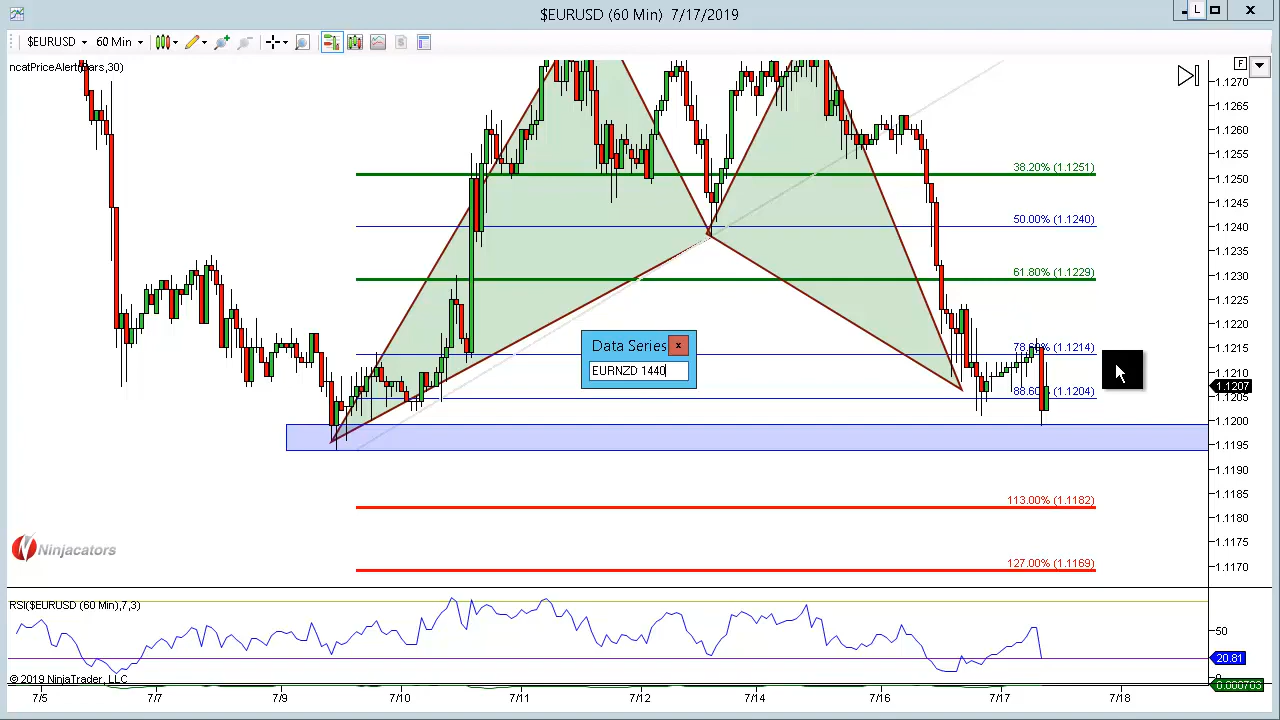 $EURUSD (60 Min) 7/17/2019
L
X
$EURUSD 60 Min
ncatPriceAlert(Bars,30)
F
1.1270
1.1265
1.1260
1.1255
1.1250
1.1245
1.1240
1.1235
1.1230
1.1225
1.1220
1.1215
1.1210
1.1207
1.1205
1.1200
1.1195
1.1190
1.1185
1.1180
1.1175
1.1170
38.20% (1.1251)
50.00% (1.1240)
61.80% (1.1229)
78.60% (1.1214)
88.60% (1.1204)
113.00% (1.1182)
127.00% (1.1169)
Data Series x
EURNZD 1440
Ninjacators
RSI($EURUSD (60 Min),7,3)
50
20.81
0
0.000703
© 2019 NinjaTrader, LLC
7/5 7/7 7/9 7/10 7/11 7/12 7/14 7/16 7/17 7/18